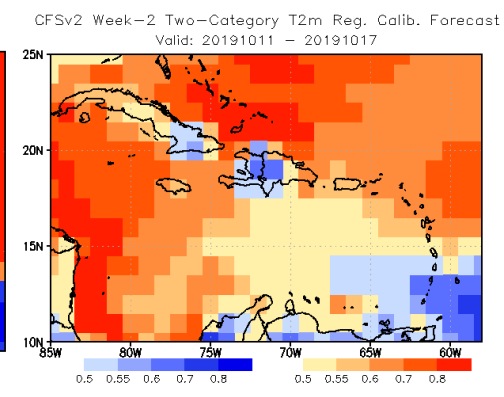 CFSv2 Week-2 Two-Category T2m Reg. Calib. Forecast
Valid: 20191011 - 20191017
25N
20N
15N
10N
85W 80W 75W 70W 65W 60W
0.5 0.55 0.6 0.7 0.8 0.5 0.55 0.6 0.7 0.8